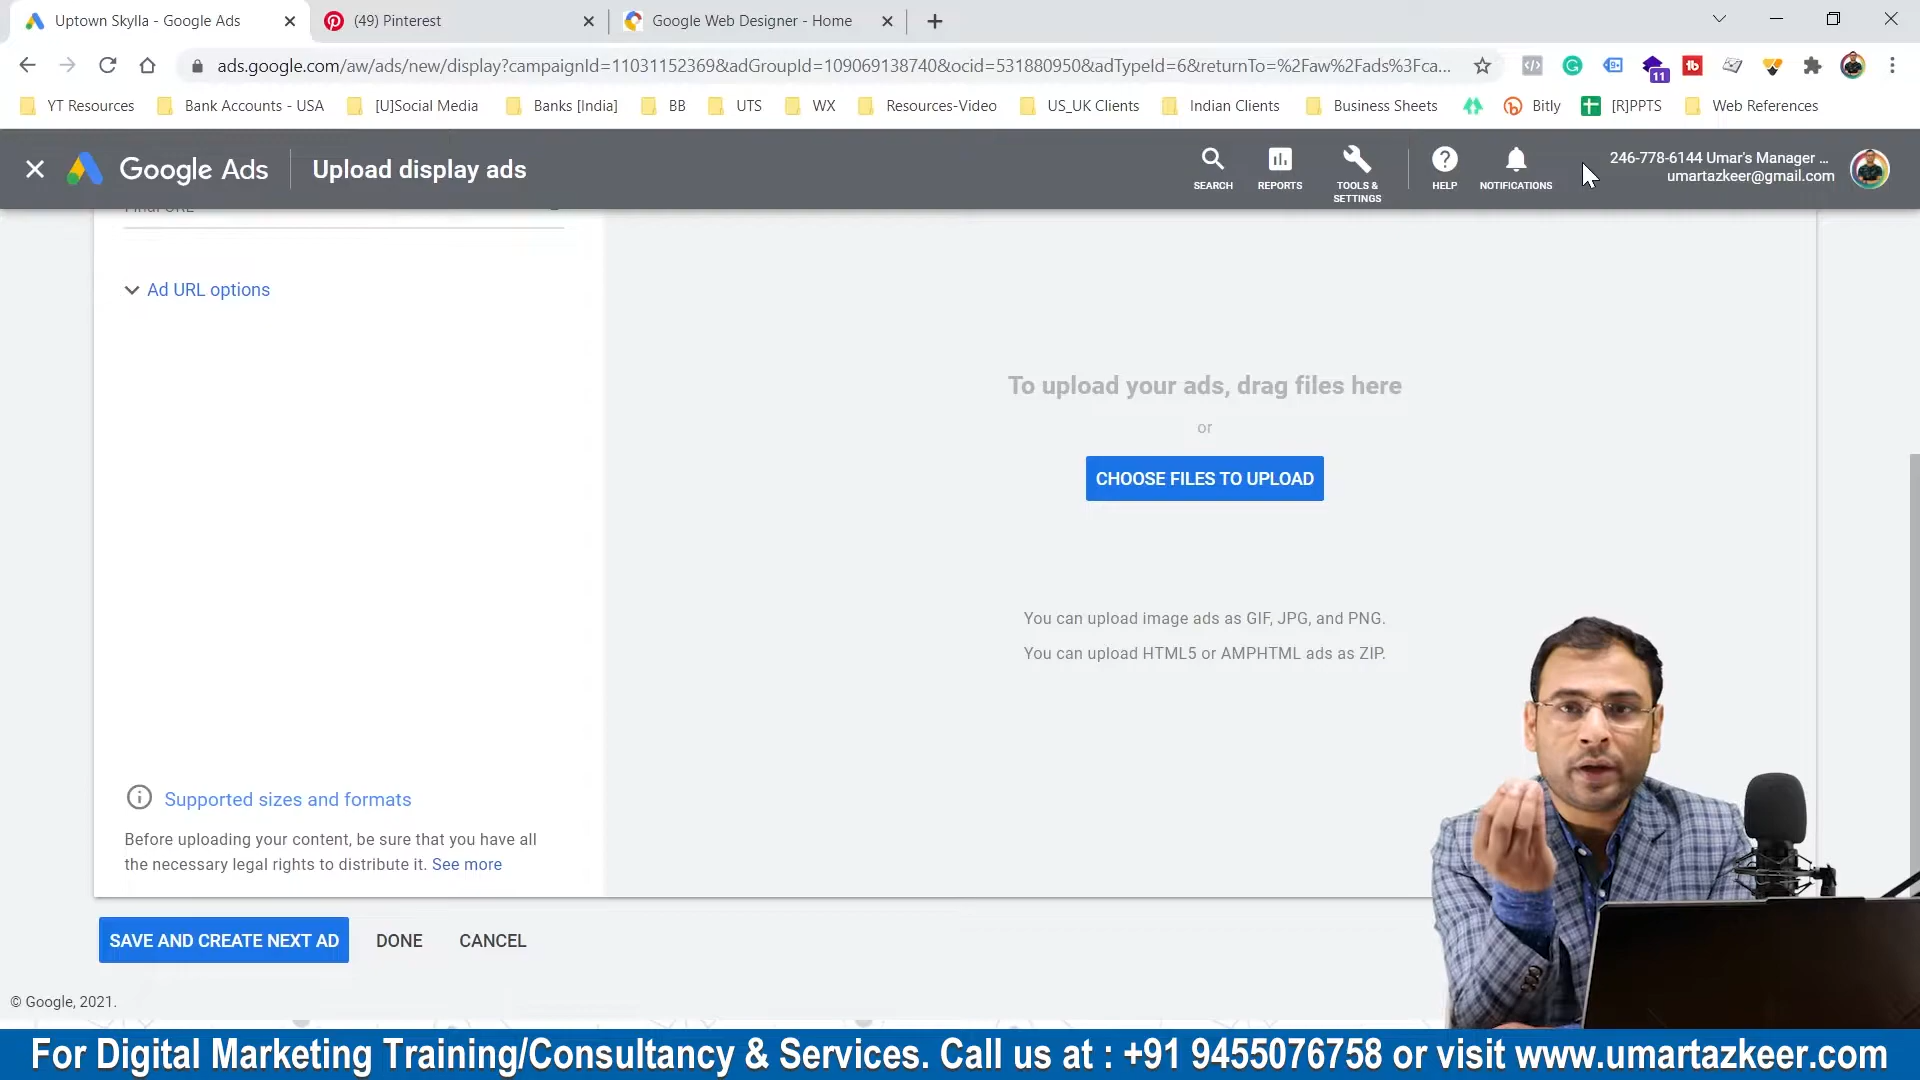 Uptown Skylla - Google Ads
(49) Pinterest
Google Web Designer - Home
ads.google.com/aw/ads/new/display?campaignId=11031152369&adGroupId=109069138740&ocid=531880950&adTypeId=6&returnTo=%2Faw%2Fads%3Fca...
11
YT Resources
Bank Accounts - USA
[U]Social Media
Banks [India]
BB
UTS
WX
Resources-Video
US_UK Clients
Indian Clients
Business Sheets
Bitly
[R]PPTS
Web References
Google Ads
Upload display ads
SEARCH
REPORTS
TOOLS &
SETTINGS
HELP
NOTIFICATIONS
246-778-6144 Umar's Manager ...
umartazkeer@gmail.com
Final URL
Ad URL options
To upload your ads, drag files here
or
CHOOSE FILES TO UPLOAD
You can upload image ads as GIF, JPG, and PNG.
You can upload HTML5 or AMPHTML ads as ZIP.
Supported sizes and formats
Before uploading your content, be sure that you have all
the necessary legal rights to distribute it. See more
SAVE AND CREATE NEXT AD
DONE
CANCEL
© Google, 2021.
For Digital Marketing Training/Consultancy & Services. Call us at : +91 9455076758 or visit www.umartazkeer.com